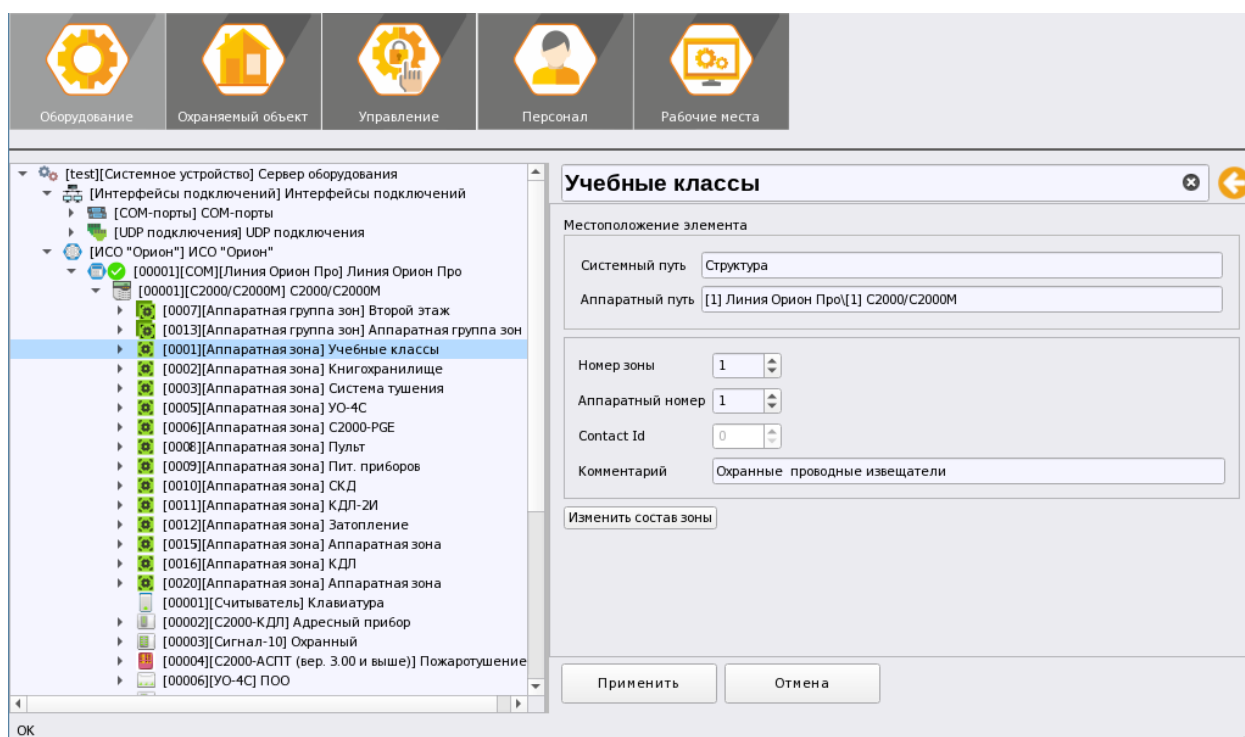 Оборудование
Охраняемый объект
Управление
Персонал
Рабочие места
[test][Системное устройство] Сервер оборудования
[Интерфейсы подключений] Интерфейсы подключений
[COM-порты] COM-порты
[UDP подключения] UDP подключения
[ИСО "Орион"] ИСО "Орион"
[00001][COM][Линия Орион Про] Линия Орион Про
[00001][С2000/С2000М] С2000/С2000М
[0007][Аппаратная группа зон] Второй этаж
[0013][Аппаратная группа зон] Аппаратная группа зон
[0001][Аппаратная зона] Учебные классы
[0002][Аппаратная зона] Книгохранилище
[0003][Аппаратная зона] Система тушения
[0005][Аппаратная зона] УО-4С
[0006][Аппаратная зона] С2000-PGE
[0008][Аппаратная зона] Пульт
[0009][Аппаратная зона] Пит. приборов
[0010][Аппаратная зона] СКД
[0011][Аппаратная зона] КДЛ-2И
[0012][Аппаратная зона] Затопление
[0015][Аппаратная зона] Аппаратная зона
[0016][Аппаратная зона] КДЛ
[0020][Аппаратная зона] Аппаратная зона
[00001][Считыватель] Клавиатура
[00002][С2000-КДЛ] Адресный прибор
[00003][Сигнал-10] Охранный
[00004][С2000-АСПТ (вер. 3.00 и выше)] Пожаротушение
[00006][УО-4С] ПОО
OK
Учебные классы
Местоположение элемента
Системный путь Структура
Аппаратный путь [1] Линия Орион Про\[1] С2000/С2000М
Номер зоны 1
Аппаратный номер 1
Contact Id 0
Комментарий Охранные проводные извещатели
Изменить состав зоны
Применить
Отмена